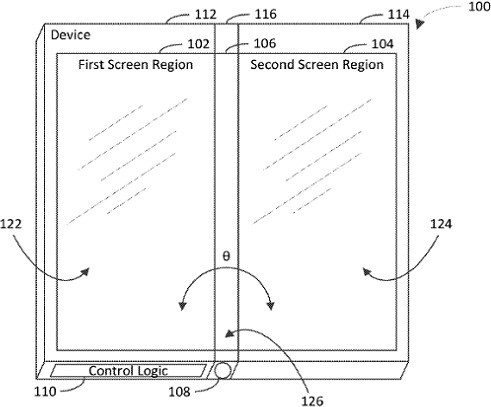 112 116 114 100
Device
102 106 104
First Screen Region Second Screen Region
122 124
θ
Control Logic
110 108 126